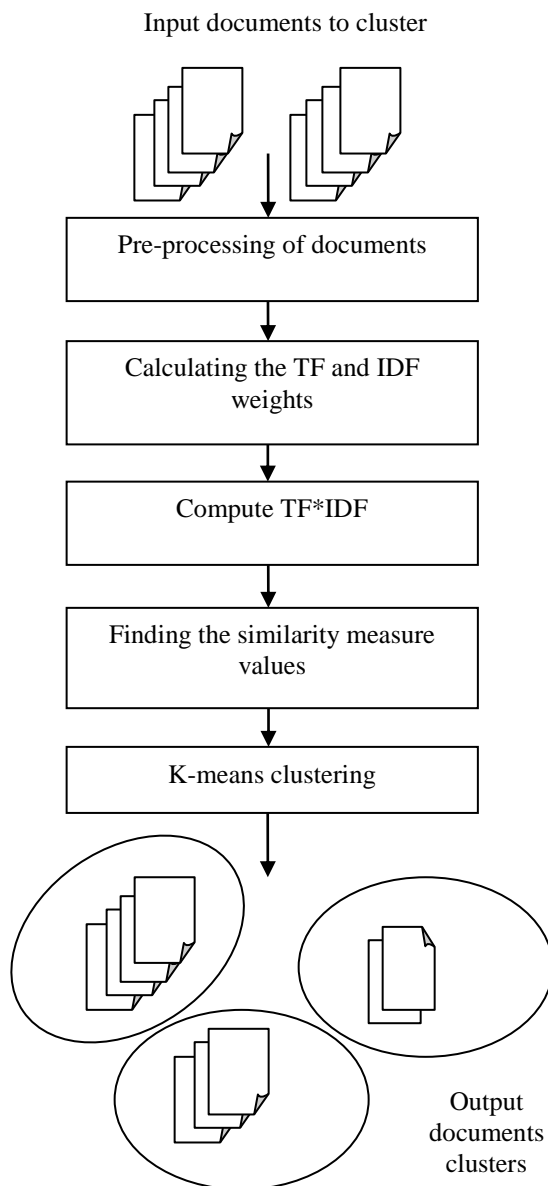 Input documents to cluster
Pre-processing of documents
Calculating the TF and IDF
weights
Compute TF*IDF
Finding the similarity measure
values
K-means clustering
Output
documents
clusters